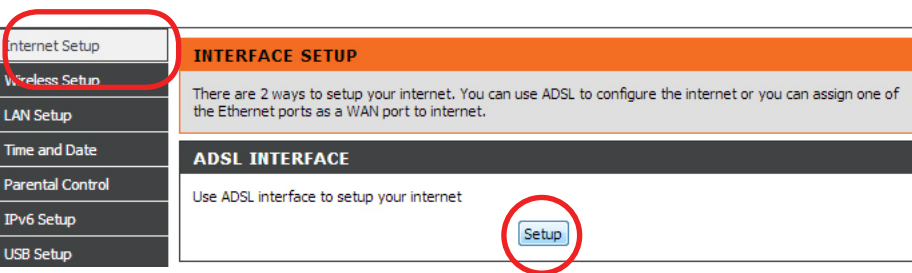 Internet Setup
Wireless Setup
LAN Setup
Time and Date
Parental Control
IPv6 Setup
USB Setup
INTERFACE SETUP
There are 2 ways to setup your internet. You can use ADSL to configure the internet or you can assign one of
the Ethernet ports as a WAN port to internet.
ADSL INTERFACE
Use ADSL interface to setup your internet
Setup